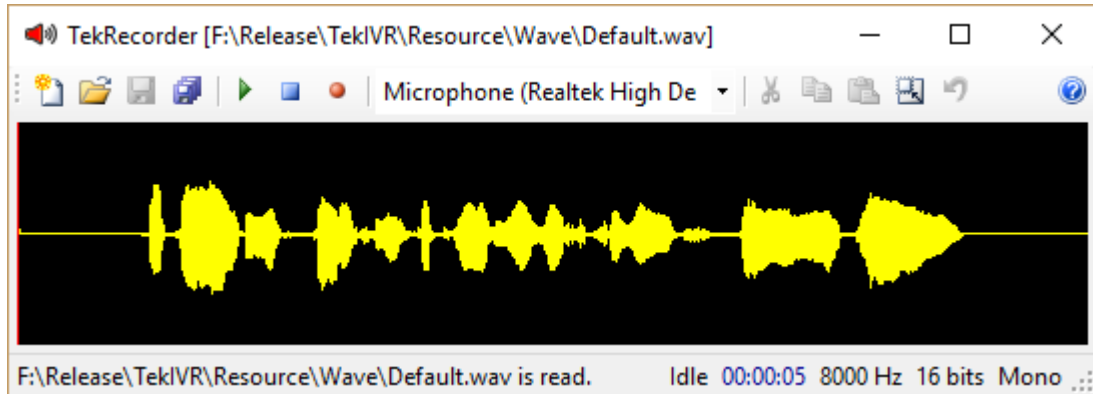 TekRecorder [F:\Release\TekIVR\Resource\Wave\Default.wav]
Microphone (Realtek High De
F:\Release\TekIVR\Resource\Wave\Default.wav is read. Idle 00:00:05 8000 Hz 16 bits Mono